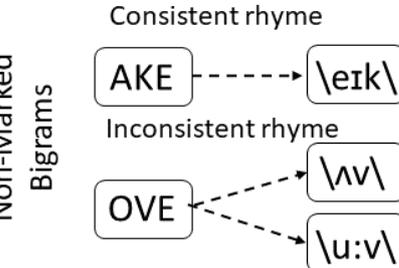 Consistent rhyme
AKE
\eɪk\
Inconsistent rhyme
OVE
\ʌv\
\u:v\
Non-Marked
Bigrams